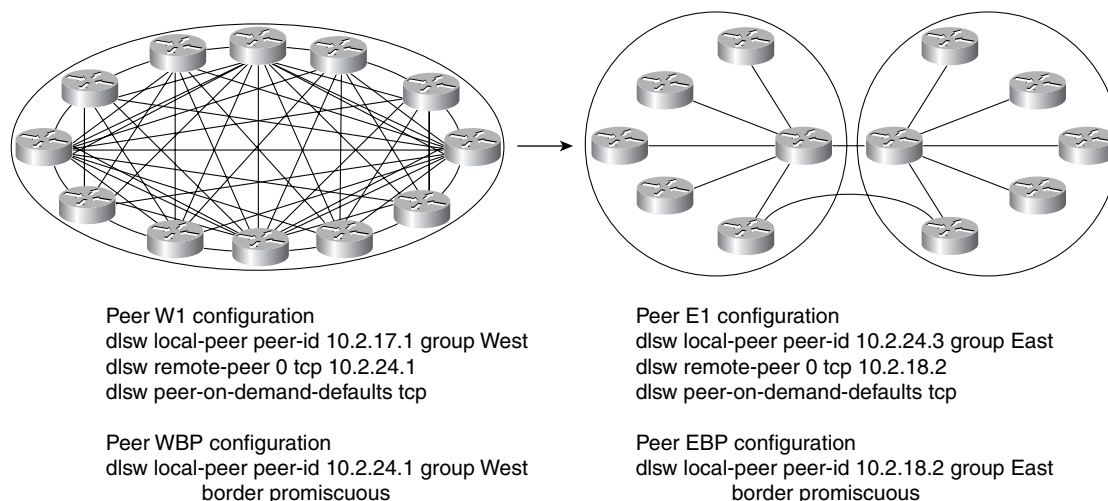 Peer W1 configuration
dlsw local-peer peer-id 10.2.17.1 group West
dlsw remote-peer 0 tcp 10.2.24.1
dlsw peer-on-demand-defaults tcp
Peer WBP configuration
dlsw local-peer peer-id 10.2.24.1 group West
border promiscuous
Peer E1 configuration
dlsw local-peer peer-id 10.2.24.3 group East
dlsw remote-peer 0 tcp 10.2.18.2
dlsw peer-on-demand-defaults tcp
Peer EBP configuration
dlsw local-peer peer-id 10.2.18.2 group East
border promiscuous